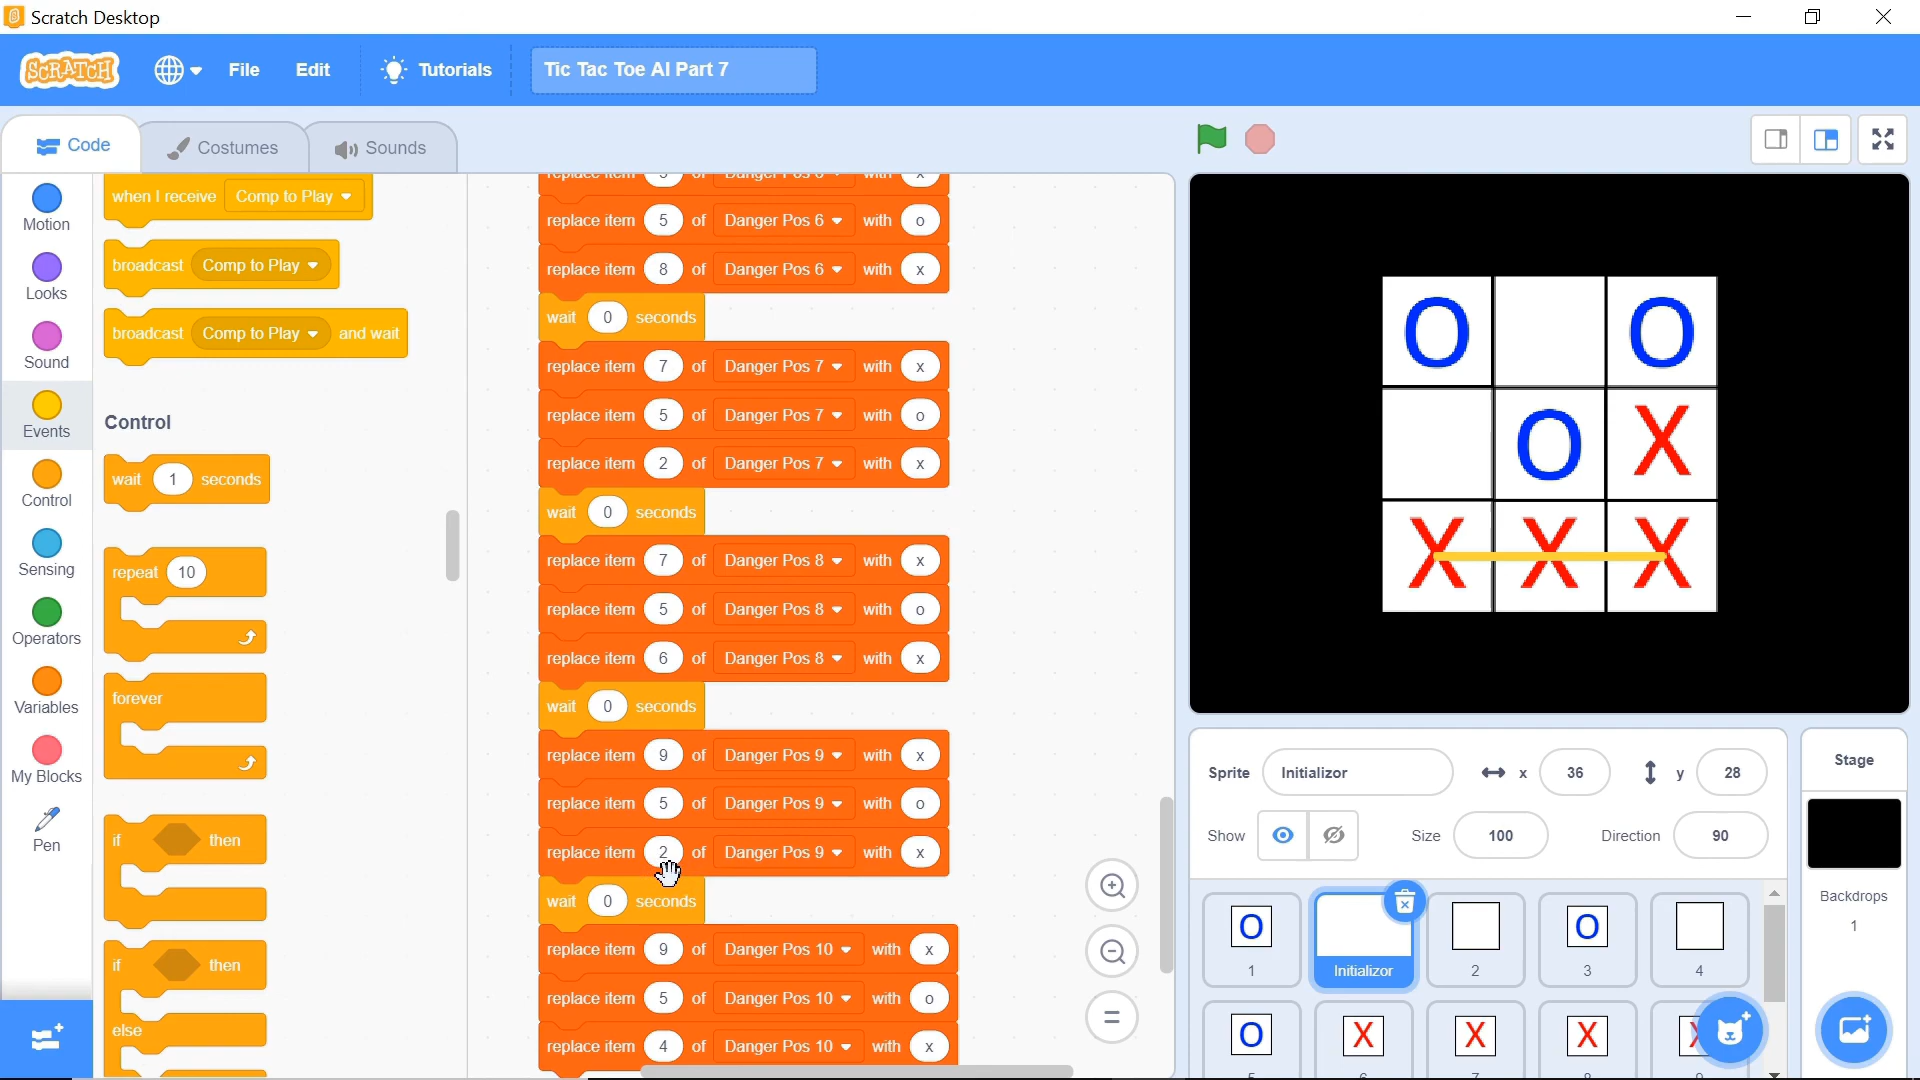 Scratch Desktop
SCRATCH File Edit Tutorials Tic Tac Toe AI Part 7
Code Costumes Sounds
Motion
Looks
Sound
Events
Control
Sensing
Operators
Variables
My Blocks
Pen
when I receive Comp to Play
broadcast Comp to Play
broadcast Comp to Play and wait
Control
wait 1 seconds
repeat 10
forever
if then
if then
else
replace item 5 of Danger Pos 6 with o
replace item 8 of Danger Pos 6 with x
wait 0 seconds
replace item 7 of Danger Pos 7 with x
replace item 5 of Danger Pos 7 with o
replace item 2 of Danger Pos 7 with x
wait 0 seconds
replace item 7 of Danger Pos 8 with x
replace item 5 of Danger Pos 8 with o
replace item 6 of Danger Pos 8 with x
wait 0 seconds
replace item 9 of Danger Pos 9 with x
replace item 5 of Danger Pos 9 with o
replace item 2 of Danger Pos 9 with x
wait 0 seconds
replace item 9 of Danger Pos 10 with x
replace item 5 of Danger Pos 10 with o
replace item 4 of Danger Pos 10 with x
O O
O X
X X X
Sprite Initializor x 36 y 28
Show Size 100 Direction 90
O O
1 Initializor 2 3 4
O X X X X
Stage
Backdrops
1